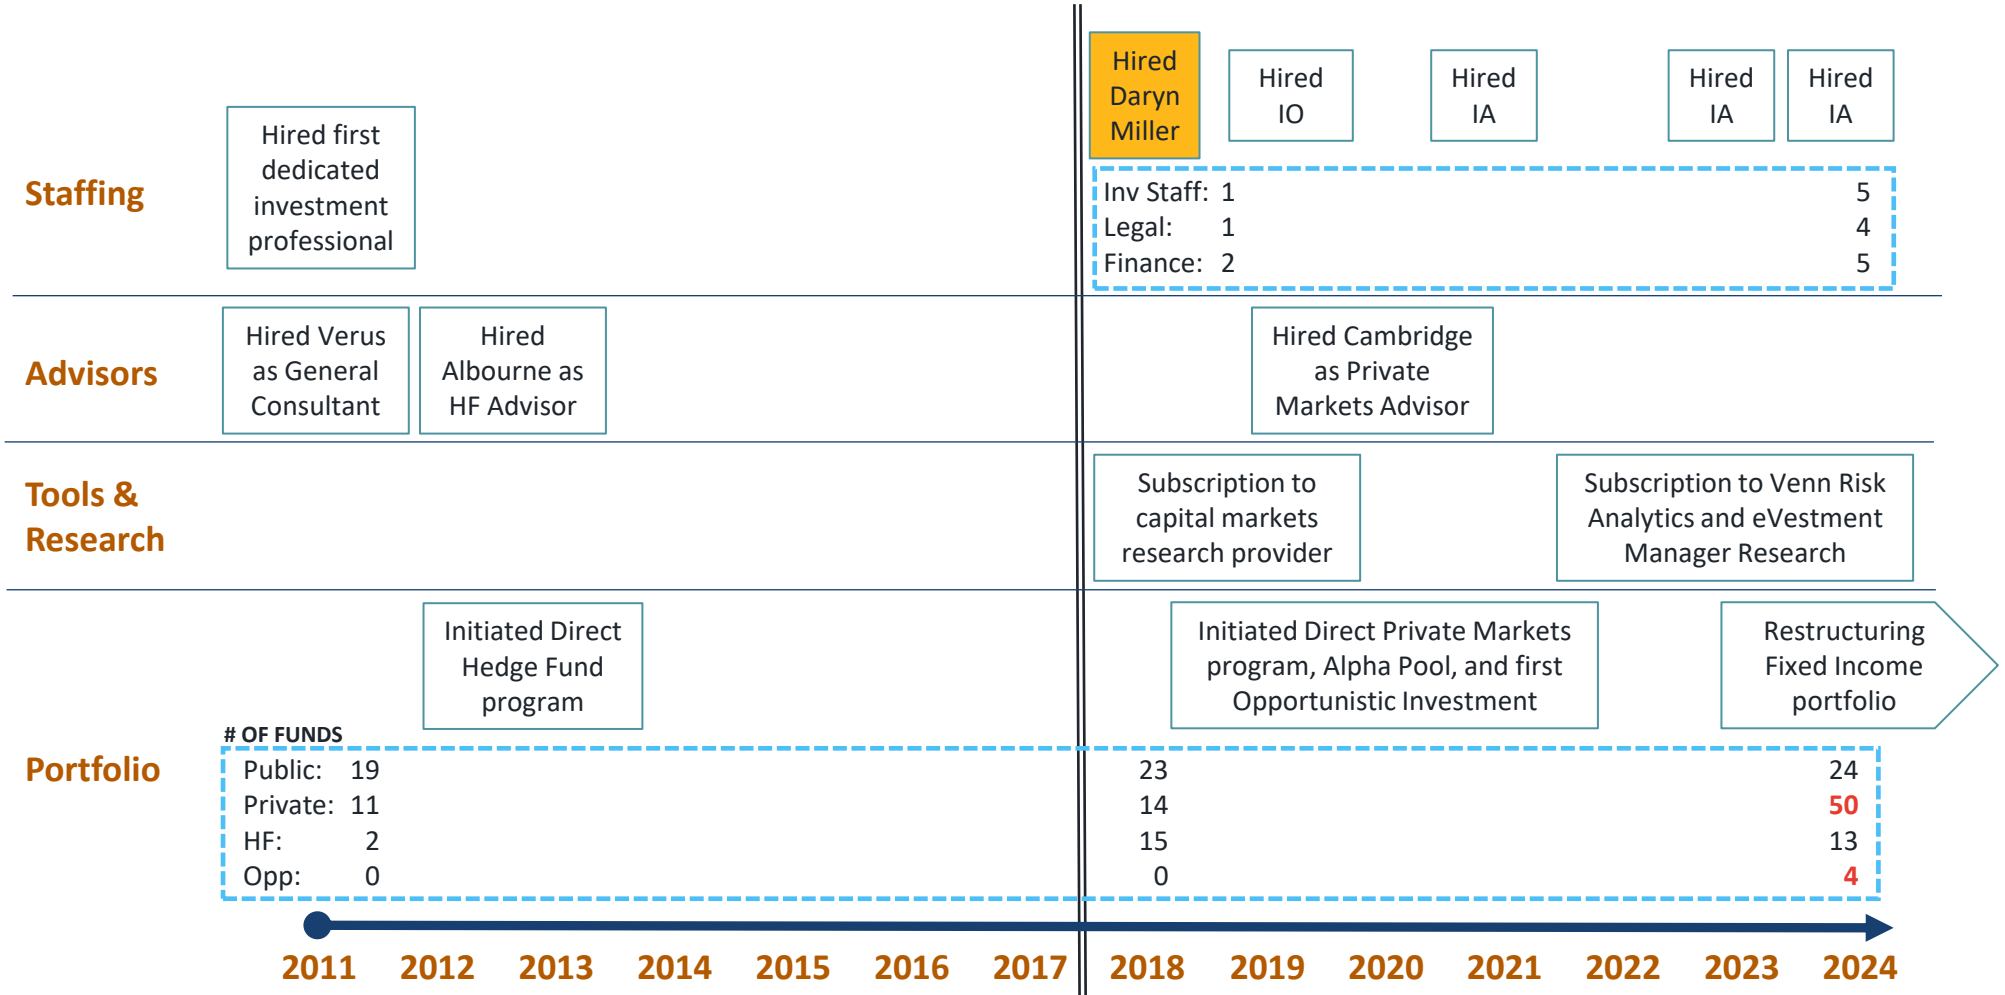 Staffing
Hired first
dedicated
investment
professional
Hired
Daryn
Miller
Hired
IO
Hired
IA
Hired
IA
Hired
IA
Inv Staff: 1 5
Legal: 1 4
Finance: 2 5
Advisors
Hired Verus
as General
Consultant
Hired
Albourne as
HF Advisor
Hired Cambridge
as Private
Markets Advisor
Tools &
Research
Subscription to
capital markets
research provider
Subscription to Venn Risk
Analytics and eVestment
Manager Research
Portfolio
Initiated Direct
Hedge Fund
program
Initiated Direct Private Markets
program, Alpha Pool, and first
Opportunistic Investment
Restructuring
Fixed Income
portfolio
# OF FUNDS
Public: 19 23 24
Private: 11 14 50
HF: 2 15 13
Opp: 0 0 4
2011 2012 2013 2014 2015 2016 2017 2018 2019 2020 2021 2022 2023 2024